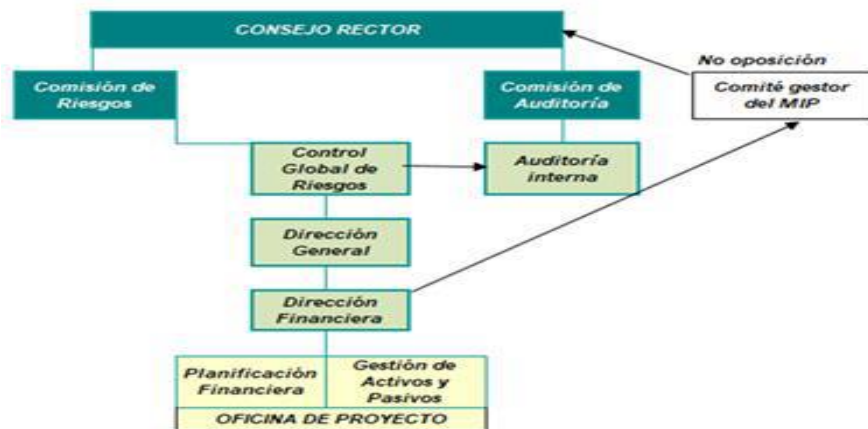 CONSEJO RECTOR
No oposición
Comisión de
Riesgos
Comisión de
Auditoría
Comité gestor
del MIP
Control
Global de
Riesgos
Auditoría
interna
Dirección
General
Dirección
Financiera
Planificación
Financiera
Gestión de
Activos y
Pasivos
OFICINA DE PROYECTO